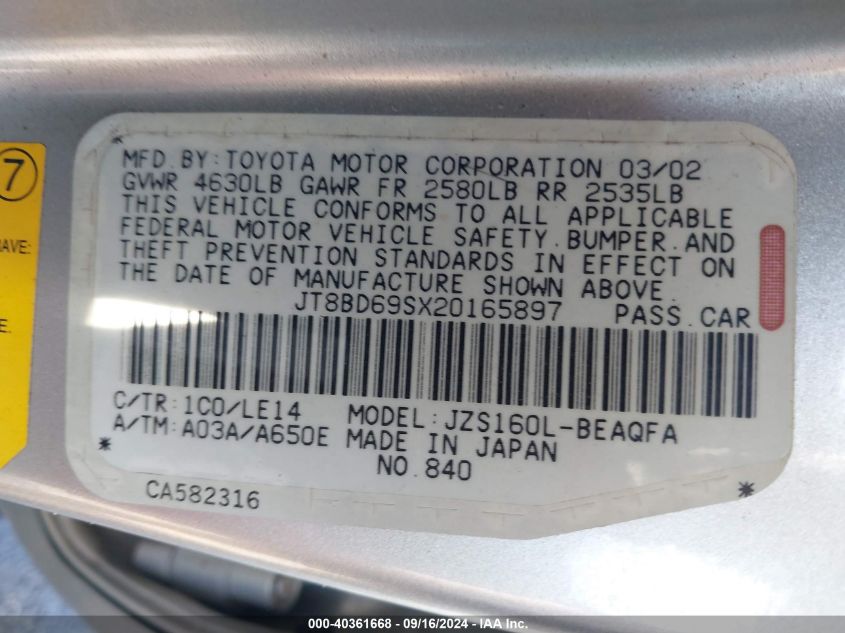 7
HAVE:
E.
MFD.BY:TOYOTA MOTOR CORPORATION 03/02
GVWR 4630LB GAWR FR 2580LB RR 2535LB
THIS VEHICLE CONFORMS TO ALL APPLICABLE
FEDERAL MOTOR VEHICLE SAFETY.BUMPER.AND
THEFT PREVENTION STANDARDS IN EFFECT ON
THE DATE OF MANUFACTURE SHOWN ABOVE.
JT8BD69SX20165897 PASS.CAR
C/TR:1C0/LE14 MODEL:JZS160L-BEAQFA
A/TM:A03A/A650E MADE IN JAPAN
NO.840
CA582316
000-40361668 - 09/16/2024 - IAA Inc.